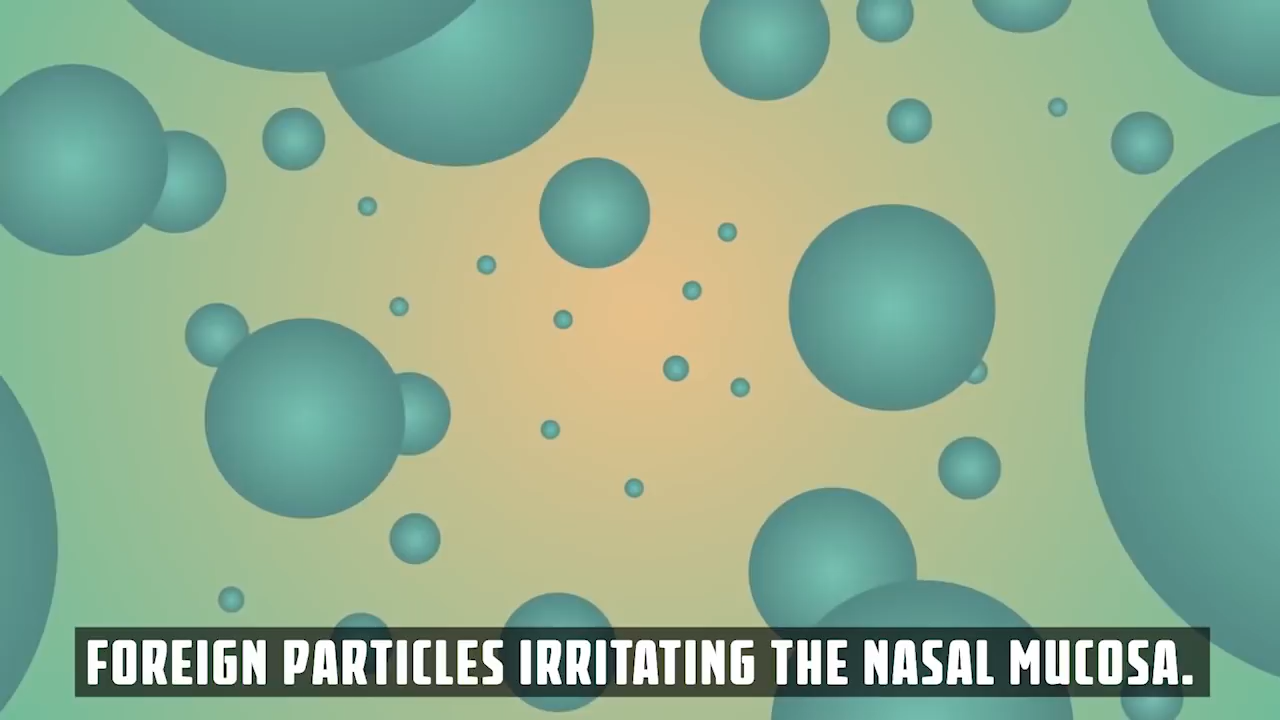 FOREIGN PARTICLES IRRITATING THE NASAL MUCOSA.